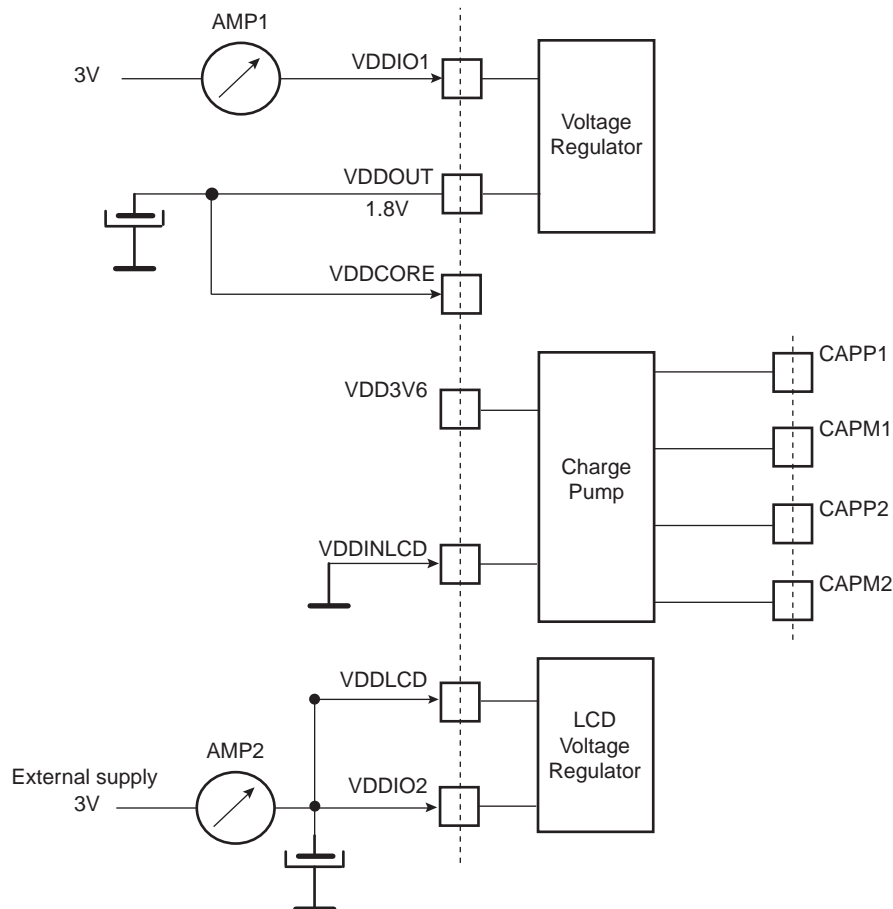 AMP1
3V
VDDIO1
Voltage
Regulator
VDDOUT
1.8V
VDDCORE
VDD3V6
Charge
Pump
CAPP1
CAPM1
CAPP2
CAPM2
VDDINLCD
VDDLCD
LCD
Voltage
Regulator
AMP2
External supply
3V
VDDIO2